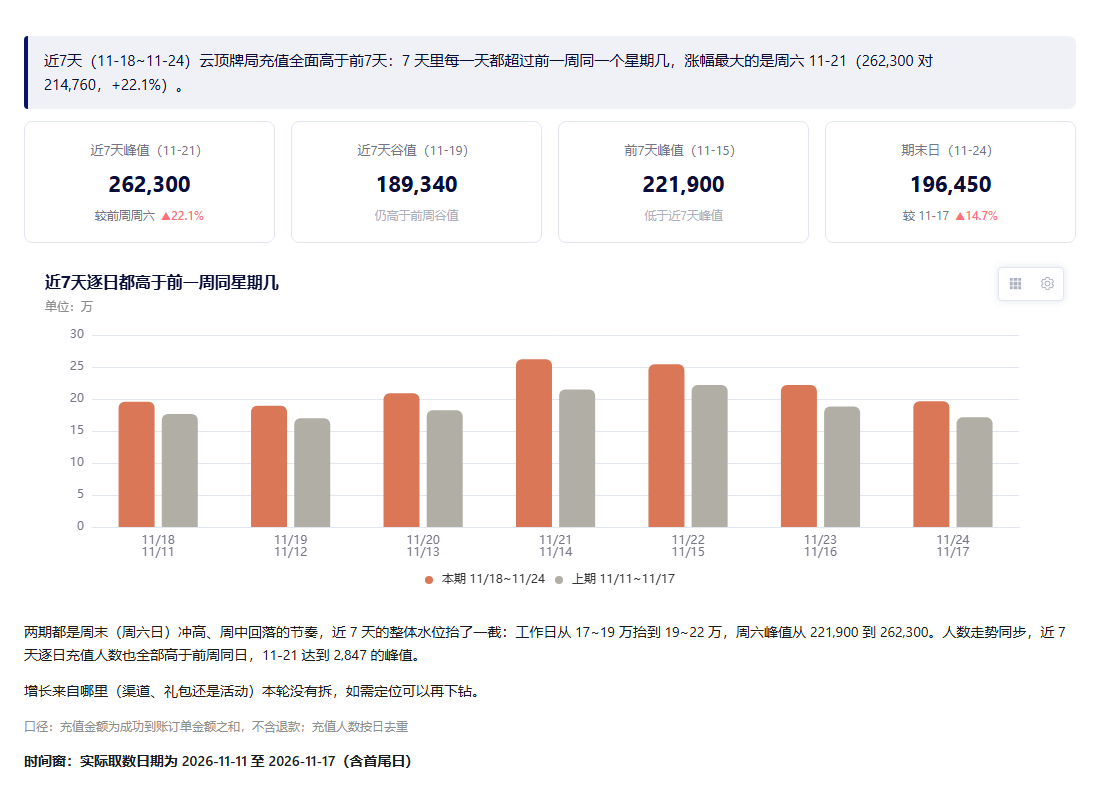 近7天（11-18~11-24）云顶牌局充值全面高于前7天：7 天里每一天都超过前一周同一个星期几，涨幅最大的是周六 11-21（262,300 对
214,760，+22.1%）。
近7天峰值（11-21）
262,300
较前周周六 ▲22.1%
近7天谷值（11-19）
189,340
仍高于前周谷值
前7天峰值（11-15）
221,900
低于近7天峰值
期末日（11-24）
196,450
较 11-17 ▲14.7%
近7天逐日都高于前一周同星期几
单位：万
30
25
20
15
10
5
0
11/18
11/11
11/19
11/12
11/20
11/13
11/21
11/14
11/22
11/15
11/23
11/16
11/24
11/17
本期 11/18~11/24
上期 11/11~11/17
两期都是周末（周六日）冲高、周中回落的节奏，近 7 天的整体水位抬了一截：工作日从 17~19 万抬到 19~22 万，周六峰值从 221,900 到 262,300。人数走势同步，近 7
天逐日充值人数也全部高于前周同日，11-21 达到 2,847 的峰值。
增长来自哪里（渠道、礼包还是活动）本轮没有拆，如需定位可以再下钻。
口径：充值金额为成功到账订单金额之和，不含退款；充值人数按日去重
时间窗：实际取数日期为 2026-11-11 至 2026-11-17（含首尾日）